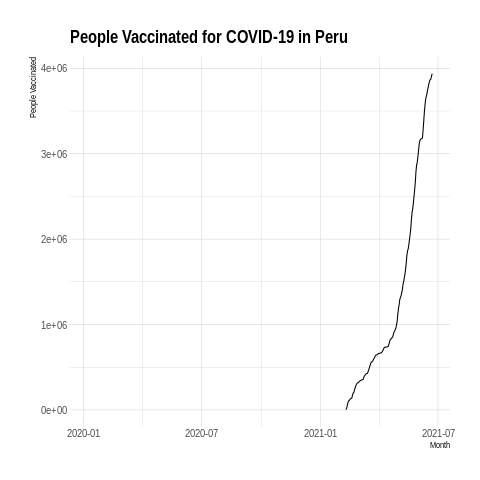 People Vaccinated for COVID-19 in Peru
People Vaccinated
4e+06
3e+06
2e+06
1e+06
0e+00
2020-01 2020-07 2021-01 2021-07
Month